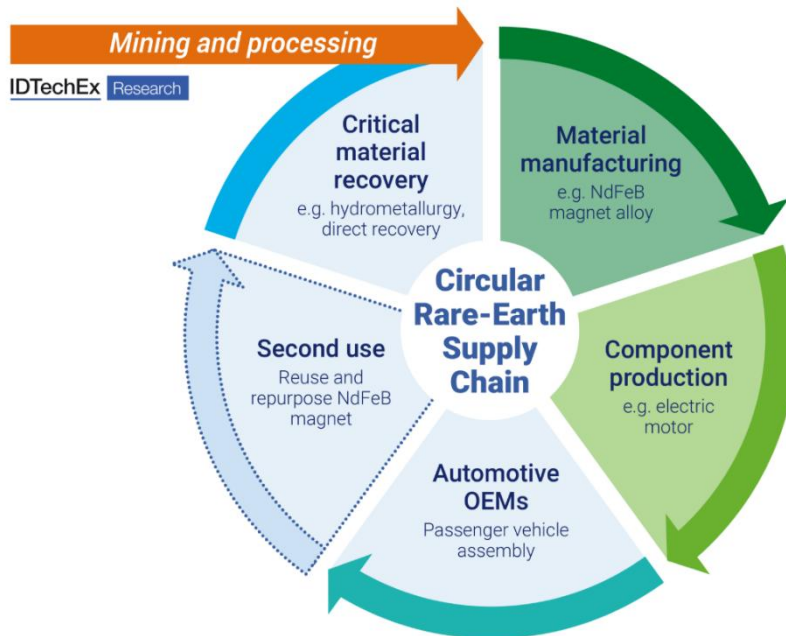 Mining and processing
IDTechEx Research
Critical
material
recovery
e.g. hydrometallurgy,
direct recovery
Material
manufacturing
e.g. NdFeB
magnet alloy
Circular
Rare-Earth
Supply
Chain
Second use
Reuse and
repurpose NdFeB
magnet
Component
production
e.g. electric
motor
Automotive
OEMs
Passenger vehicle
assembly